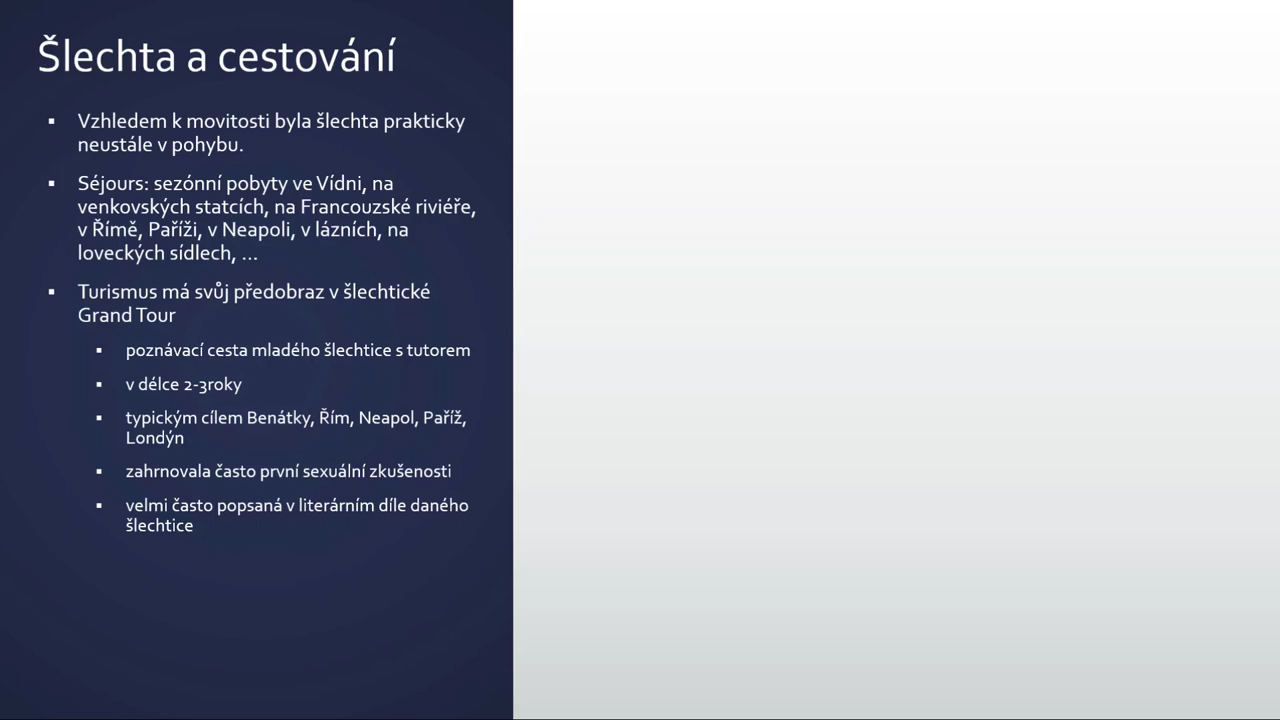 Šlechta a cestování
▪ Vzhledem k movitosti byla šlechta prakticky
neustále v pohybu.
▪ Séjours: sezónní pobyty ve Vídni, na
venkovských statcích, na Francouzské riviéře,
v Římě, Paříži, v Neapoli, v lázních, na
loveckých sídlech, ...
▪ Turismus má svůj předobraz v šlechtické
Grand Tour
▪ poznávací cesta mladého šlechtice s tutorem
▪ v délce 2-3roky
▪ typickým cílem Benátky, Řím, Neapol, Paříž,
Londýn
▪ zahrnovala často první sexuální zkušenosti
▪ velmi často popsaná v literárním díle daného
šlechtice